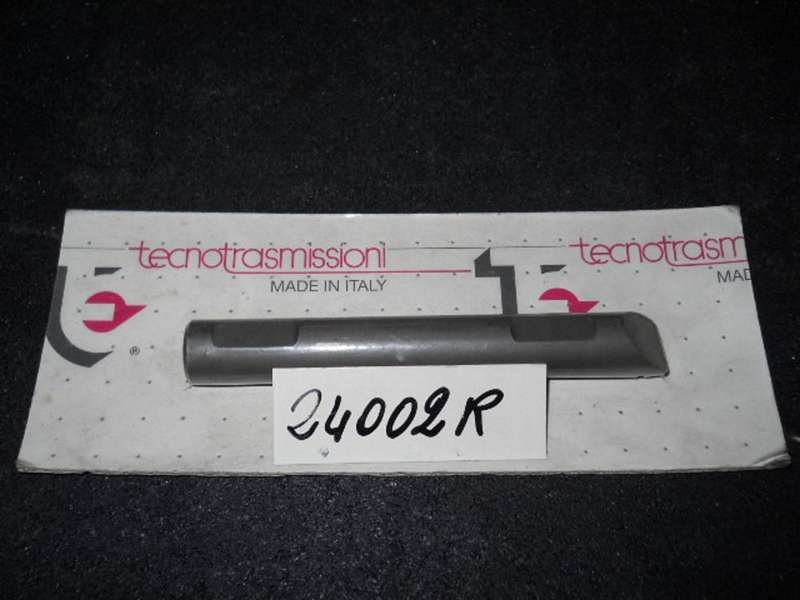 tecnotrasmissioni
MADE IN ITALY
®
tecnotrasm
MAD
24002R